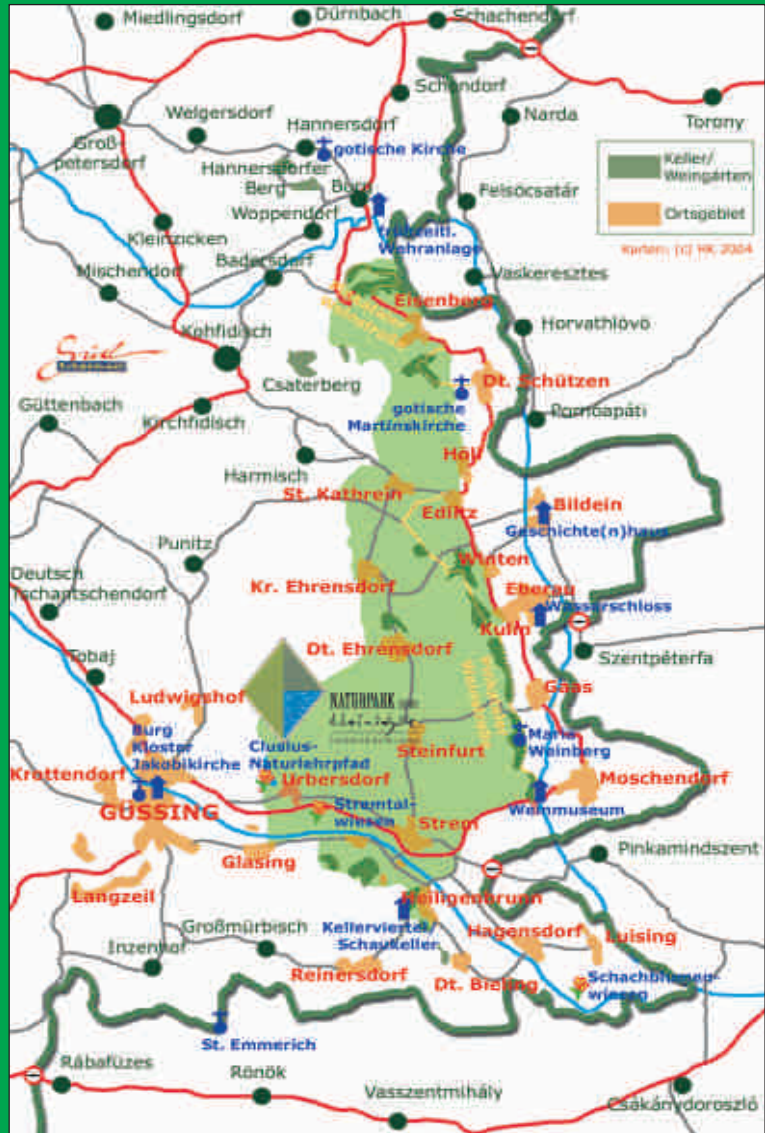 Miedlingsdorf
Dürnbach
Schachendorf
Schandorf
Welgersdorf
Narda
Torony
Groß-
petersdorf
Hannersdorf
gotische Kirche
Hannersdorfer
Berg
Burg
Felsöcsatár
Keller/
Weingärten
Ortsgebiet
Karten: (c) HK 2004
Woppendorf
Kleinzicken
frühzeitl.
Wehranlage
Mischendorf
Badersdorf
Vaskeresztes
Eisenberg
Horvathlövö
Kohfidisch
Csaterberg
Dt. Schützen
Güttenbach
Kirchfidisch
gotische
Martinskirche
Pornóapáti
Höll
Harmisch
St. Kathrein
Edlitz
Bildein
Geschichte(n)haus
Punitz
Winten
Deutsch
Tschantschendorf
Kr. Ehrensdorf
Eberau
Wasserschloss
Kulm
Dt. Ehrensdorf
Szentpéterfa
Tobaj
Gaas
Ludwigshof
NATURPARK
Burg
Kloster
Jakobikirche
Clusius-
Naturlehrpfad
Steinfurt
Maria
Weinberg
Krottendorf
Urbersdorf
Moschendorf
GÜSSING
Stremtal-
wiesen
Weinmuseum
Strem
Glasing
Pinkamindszent
Langzeil
Heiligenbrunn
Großmürbisch
Kellerviertel/
Schaukeller
Hagensdorf
Luising
Inzenhof
Reinersdorf
Dt. Bieling
Schachblumen-
wiesen
St. Emmerich
Rábafüzes
Rönök
Vasszentmihály
Csákánydoroszló